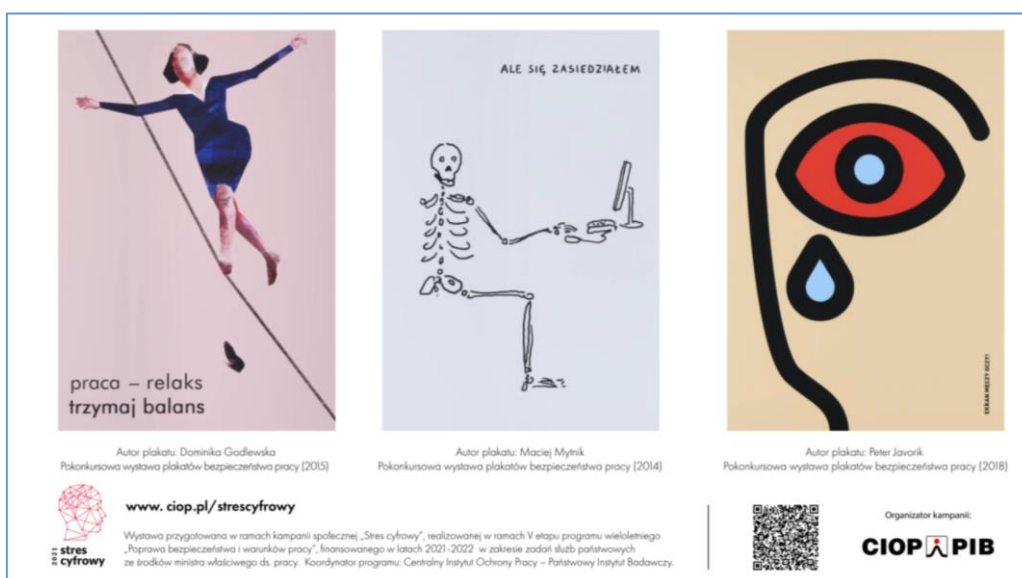 praca – relaks
trzymaj balans
ALE SIĘ ZASIEDZIAŁEM
EKRAN MĘCZY OCZY!
Autor plakatu: Dominika Godlewska
Pokonkursowa wystawa plakatów bezpieczeństwa pracy (2015)
Autor plakatu: Maciej Mytnik
Pokonkursowa wystawa plakatów bezpieczeństwa pracy (2014)
Autor plakatu: Peter Javorik
Pokonkursowa wystawa plakatów bezpieczeństwa pracy (2018)
2021 stres
cyfrowy
www. ciop.pl/strescyfrowy
Wystawa przygotowana w ramach kampanii społecznej „Stres cyfrowy”, realizowanej w ramach V etapu programu wieloletniego
„Poprawa bezpieczeństwa i warunków pracy”, finansowanego w latach 2021-2022 w zakresie zadań służb państwowych
ze środków ministra właściwego ds. pracy. Koordynator programu: Centralny Instytut Ochrony Pracy – Państwowy Instytut Badawczy.
Organizator kampanii:
CIOP PIB